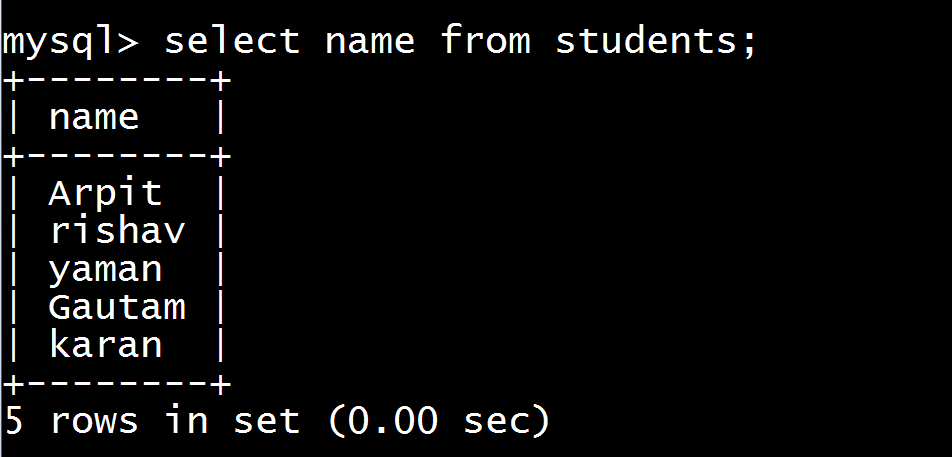 mysql> select name from students;
+--------+
| name   |
+--------+
| Arpit  |
| rishav |
| yaman  |
| Gautam |
| karan  |
+--------+
5 rows in set (0.00 sec)